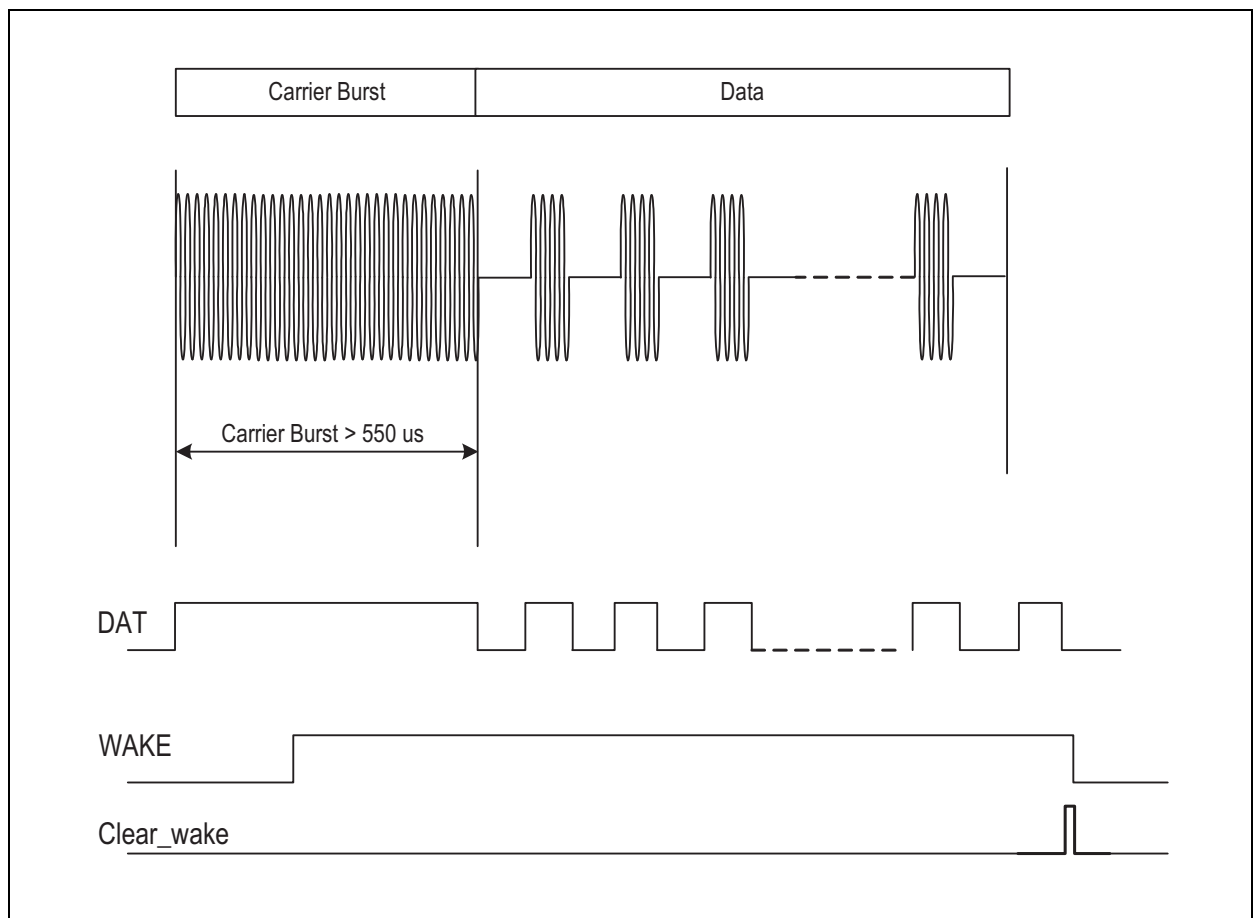 Carrier Burst
Data
Carrier Burst > 550 us
DAT
WAKE
Clear_wake